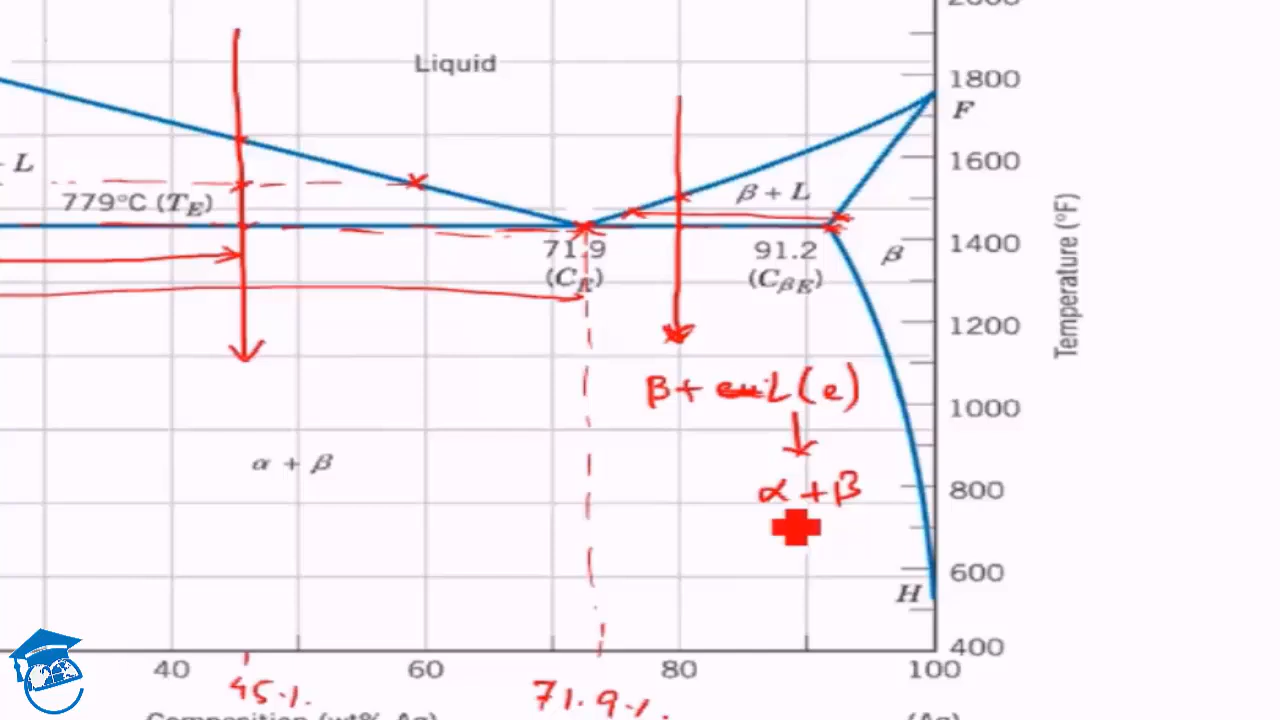 2000
Liquid
1800
F
L
1600
β + L
779°C (T_E)
1400
71.9
(C_E)
91.2
(C_βE)
β
Temperature (°F)
1200
β + L(e)
1000
α + β
α + β
800
600
H
400
40
60
80
100
45%
71.9%
Composition (wt% Ag)
(Ag)